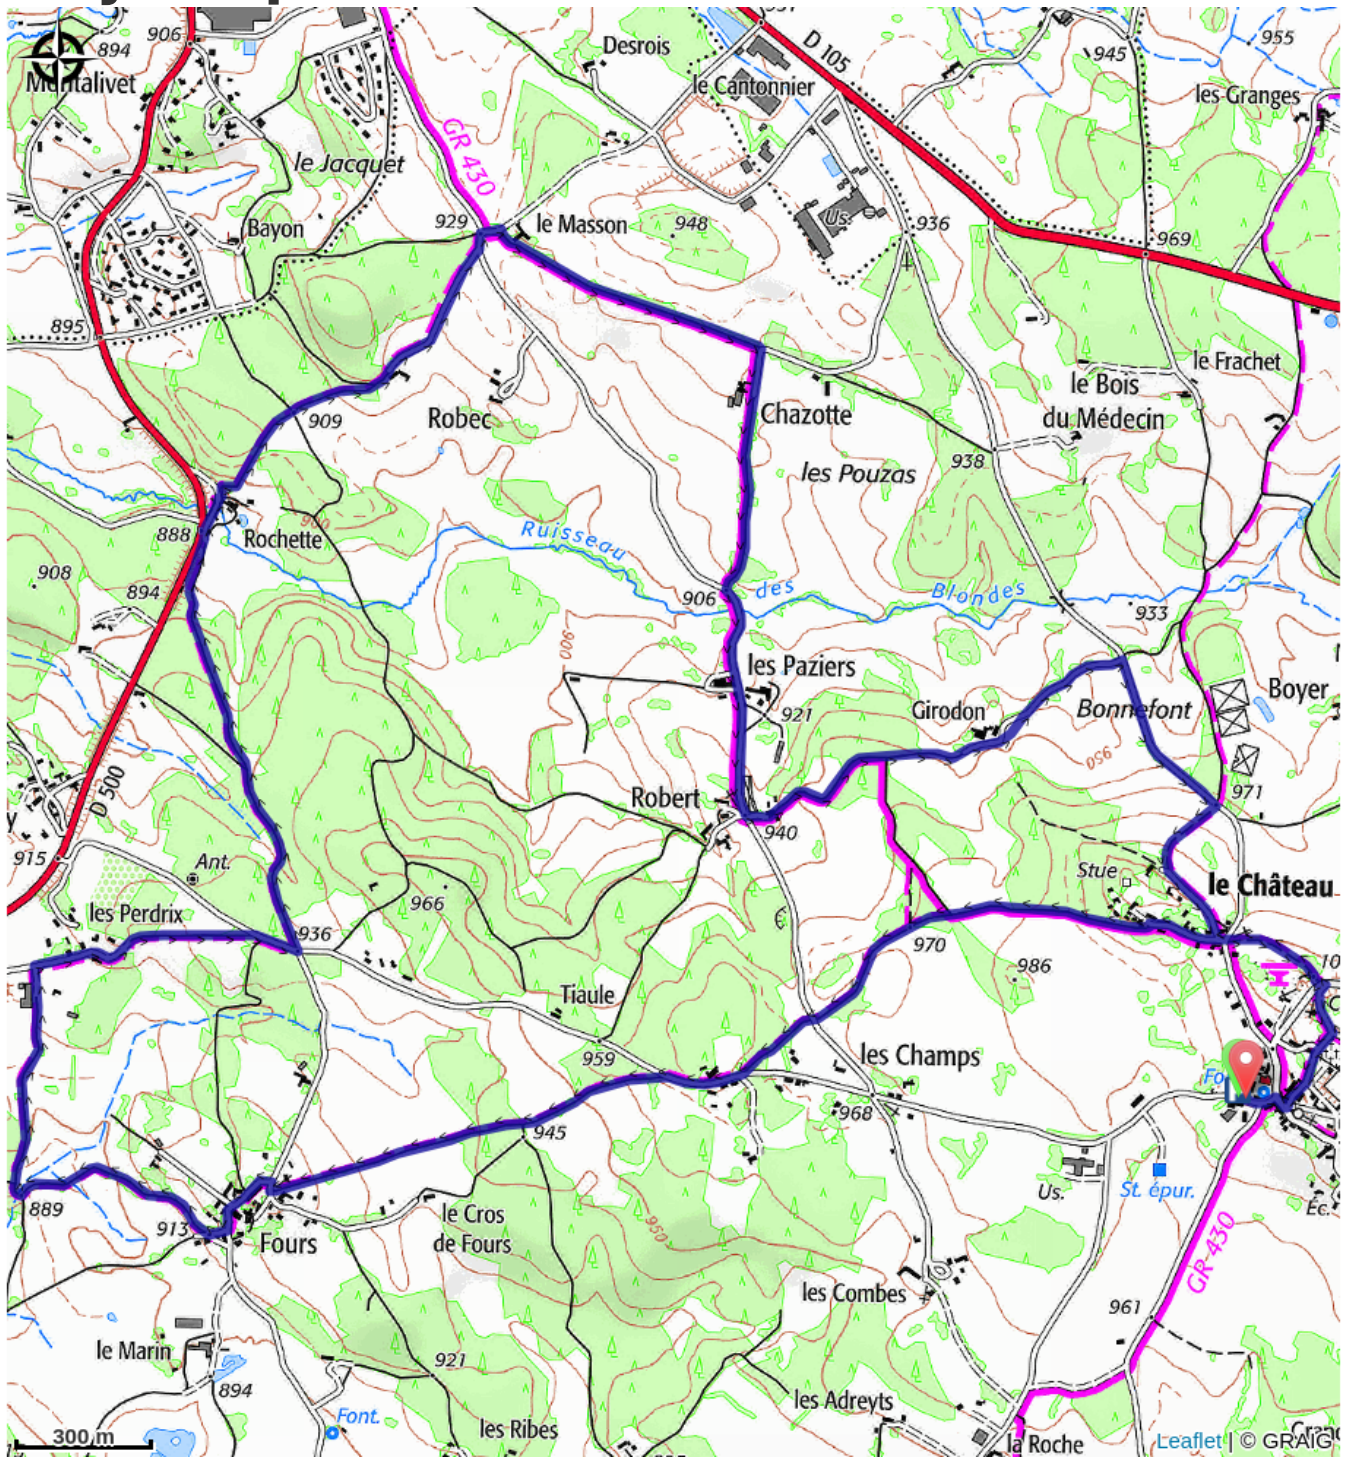 906
894
Montalivet
Desrois
D 105
le Cantonnier
945
955
les Granges
GR 430
le Jacquet
Bayon
929
le Masson
948
Us.
936
969
895
le Frachet
le Bois
du Médecin
909
Robec
Chazotte
938
les Pouzas
900
888
Rochette
Ruisseau
des
Blondes
908
894
906
933
900
les Paziers
921
Girodon
Bonnefont
Boyer
950
D 500
Robert
940
971
915
Ant.
Stue
le Château
les Perdrix
966
936
970
986
Tiaule
959
les Champs
968
945
889
913
Fours
le Cros
de Fours
950
Us.
St. épur.
Éc.
GR 430
les Combes
961
le Marin
894
921
les Adreyts
Font.
les Ribes
la Roche
300 m
Leaflet | © GRAIG